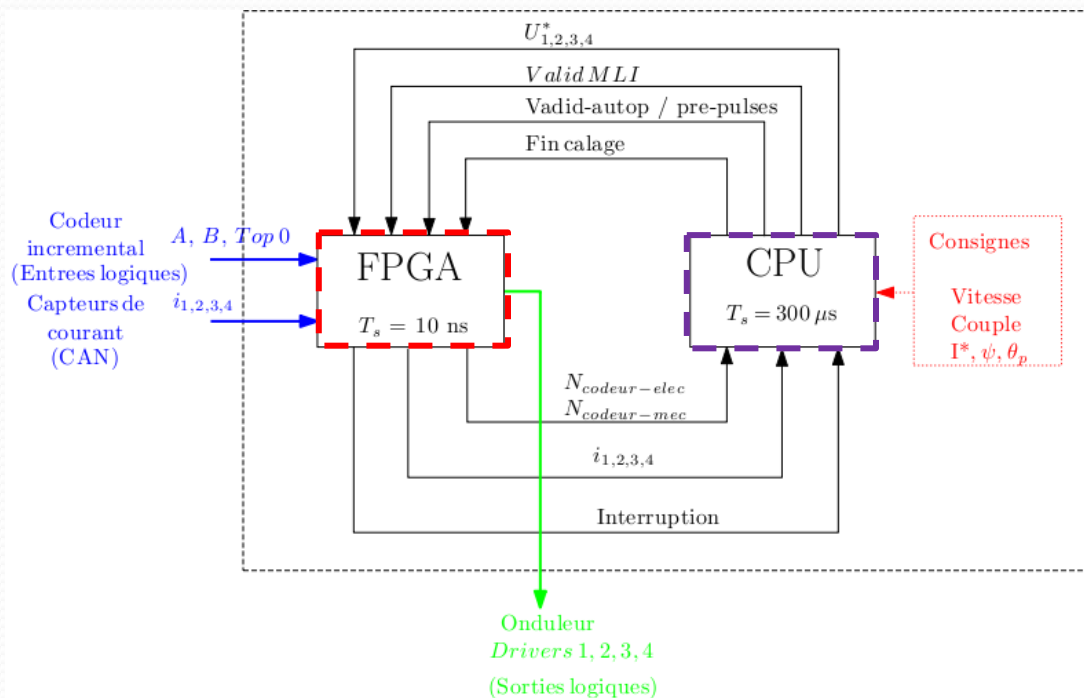 U*1,2,3,4
Valid MLI
Vadid-autop / pre-pulses
Fin calage
Codeur
incremental
(Entrees logiques)
A, B, Top 0
Capteurs de
courant
(CAN)
i1,2,3,4
FPGA
Ts = 10 ns
CPU
Ts = 300 µs
Consignes
Vitesse
Couple
I*, ψ, θp
Ncodeur−elec
Ncodeur−mec
i1,2,3,4
Interruption
Onduleur
Drivers 1, 2, 3, 4
(Sorties logiques)